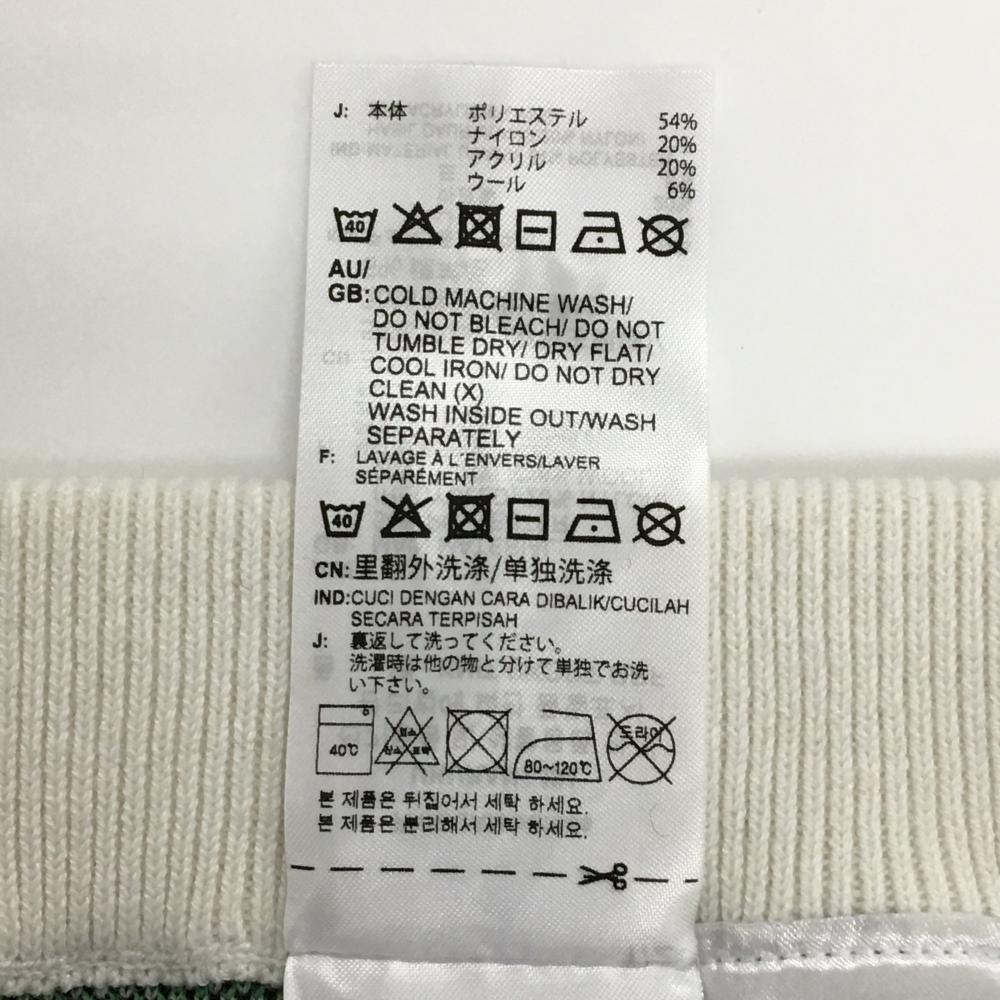 J: 本体 ポリエステル 54%
ナイロン 20%
アクリル 20%
ウール 6%
40
AU/
GB: COLD MACHINE WASH/
DO NOT BLEACH/ DO NOT
TUMBLE DRY/ DRY FLAT/
COOL IRON/ DO NOT DRY
CLEAN (X)
WASH INSIDE OUT/WASH
SEPARATELY
F: LAVAGE À L´ENVERS/LAVER
SÉPARÉMENT
40
CN: 里翻外洗涤/单独洗涤
IND: CUCI DENGAN CARA DIBALIK/CUCILAH
SECARA TERPISAH
J: 裏返して洗ってください。
洗濯時は他の物と分けて単独でお洗
い下さい。
40℃ 염소 산소 표백 80~120℃ 드라이
본 제품은 뒤집어서 세탁 하세요.
본 제품은 분리해서 세탁 하세요.